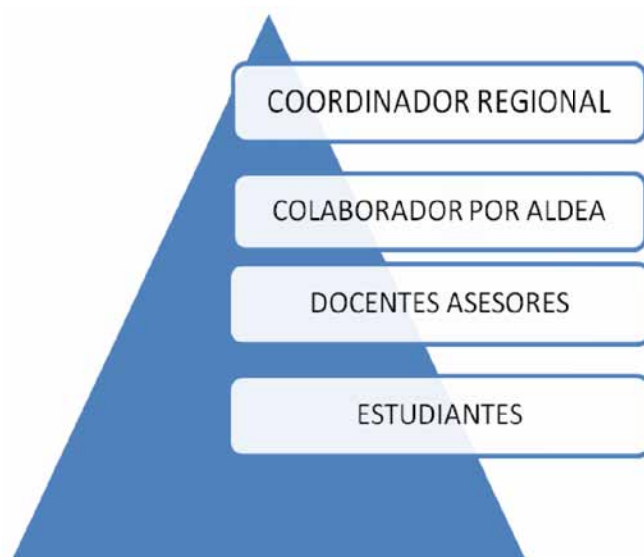 COORDINADOR REGIONAL
COLABORADOR POR ALDEA
DOCENTES ASESORES
ESTUDIANTES